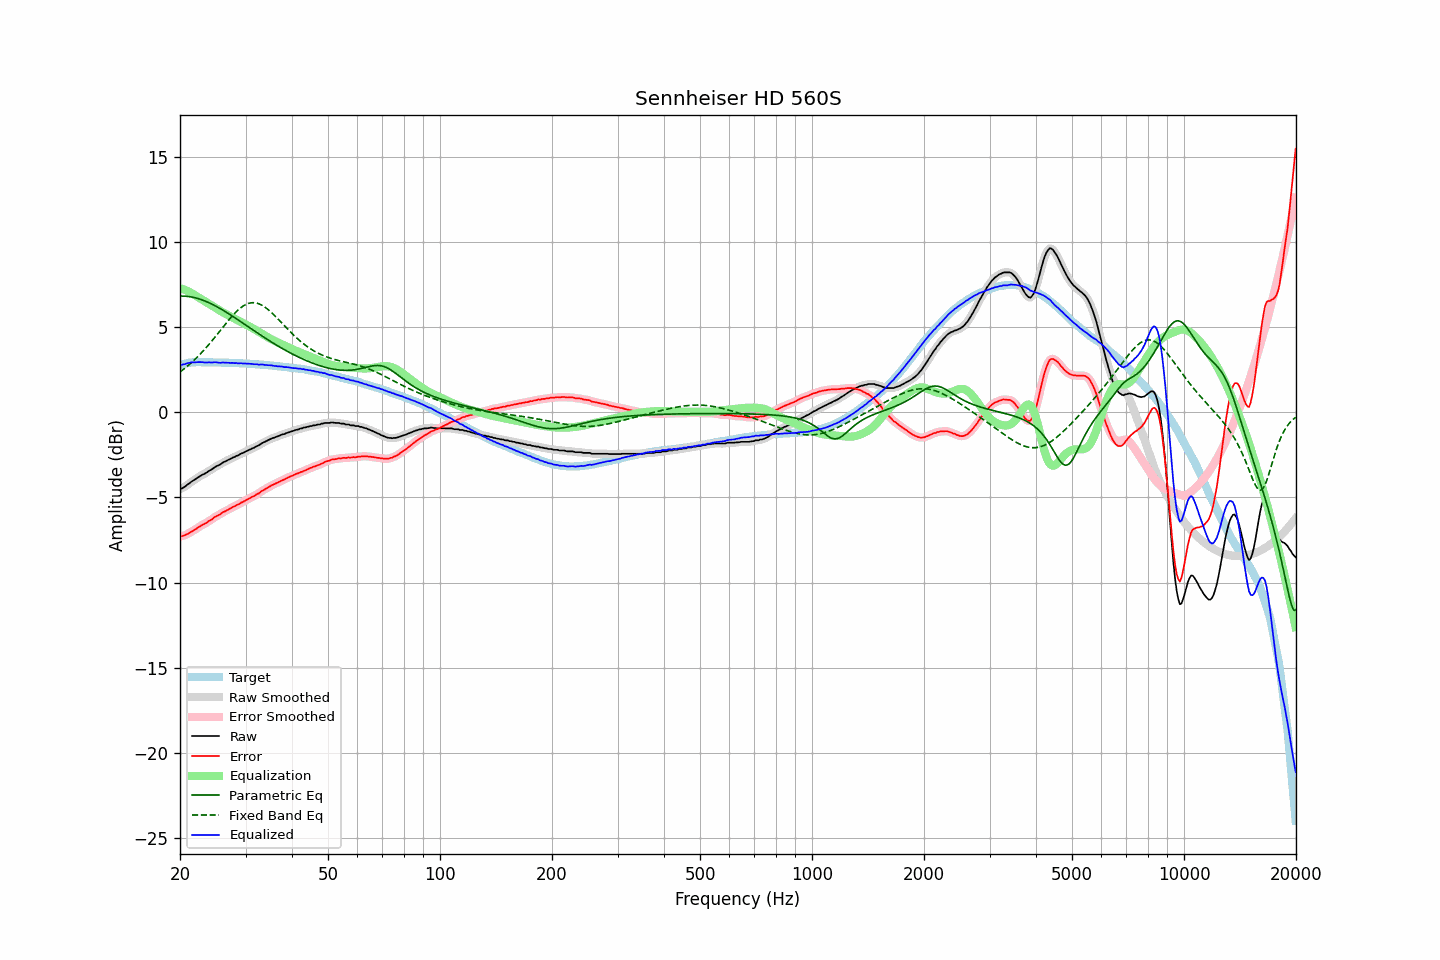 Sennheiser HD 560S
Amplitude (dBr)
15
10
5
0
−5
−10
−15
−20
−25
Target
Raw Smoothed
Error Smoothed
Raw
Error
Equalization
Parametric Eq
Fixed Band Eq
Equalized
20 50 100 200 500 1000 2000 5000 10000 20000
Frequency (Hz)